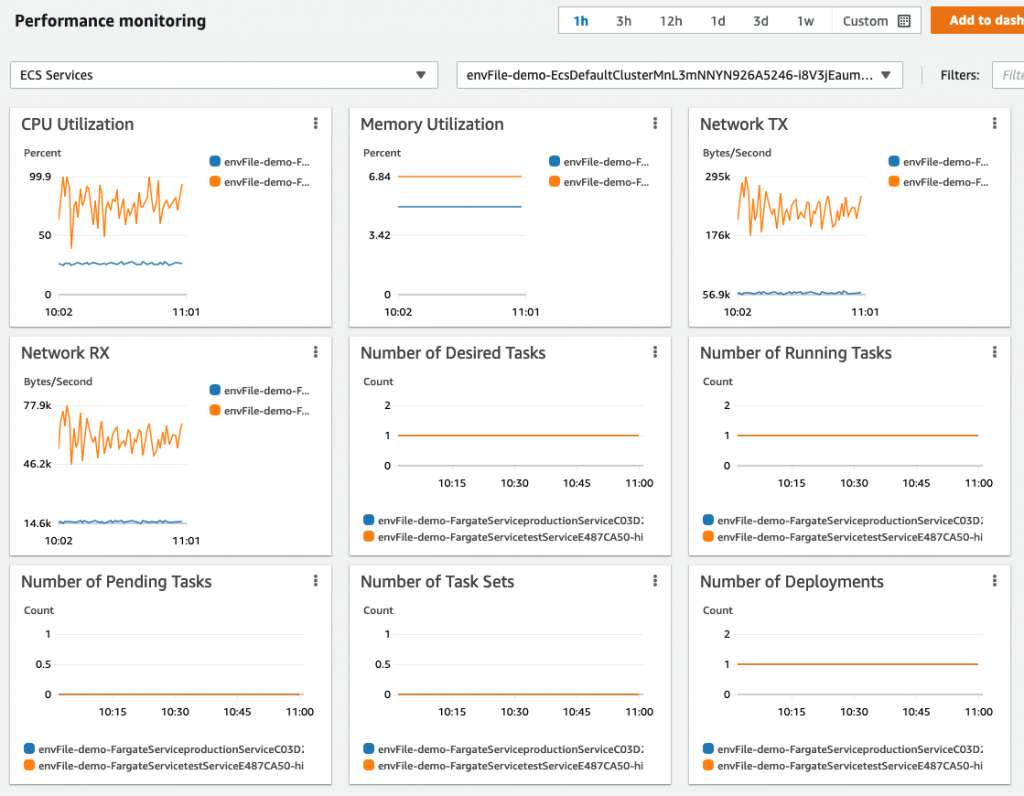 Performance monitoring
1h 3h 12h 1d 3d 1w Custom Add to dash
ECS Services
envFile-demo-EcsDefaultClusterMnL3mNNYN926A5246-i8V3jEaum...
Filters: Filte
CPU Utilization
Percent
envFile-demo-F...
envFile-demo-F...
99.9
50
0
10:02 11:01
Memory Utilization
Percent
envFile-demo-F...
envFile-demo-F...
6.84
3.42
0
10:02 11:01
Network TX
Bytes/Second
envFile-demo-F...
envFile-demo-F...
295k
176k
56.9k
10:02 11:01
Network RX
Bytes/Second
envFile-demo-F...
envFile-demo-F...
77.9k
46.2k
14.6k
10:02 11:01
Number of Desired Tasks
Count
2
1
0
10:15 10:30 10:45 11:00
envFile-demo-FargateServiceproductionServiceC03D2
envFile-demo-FargateServicetestServiceE487CA50-hi
Number of Running Tasks
Count
2
1
0
10:15 10:30 10:45 11:00
envFile-demo-FargateServiceproductionServiceC03D2
envFile-demo-FargateServicetestServiceE487CA50-hi
Number of Pending Tasks
Count
1
0.5
0
10:15 10:30 10:45 11:00
envFile-demo-FargateServiceproductionServiceC03D2
envFile-demo-FargateServicetestServiceE487CA50-hi
Number of Task Sets
Count
1
0.5
0
10:15 10:30 10:45 11:00
envFile-demo-FargateServiceproductionServiceC03D2
envFile-demo-FargateServicetestServiceE487CA50-hi
Number of Deployments
Count
2
1
0
10:15 10:30 10:45 11:00
envFile-demo-FargateServiceproductionServiceC03D2
envFile-demo-FargateServicetestServiceE487CA50-hi